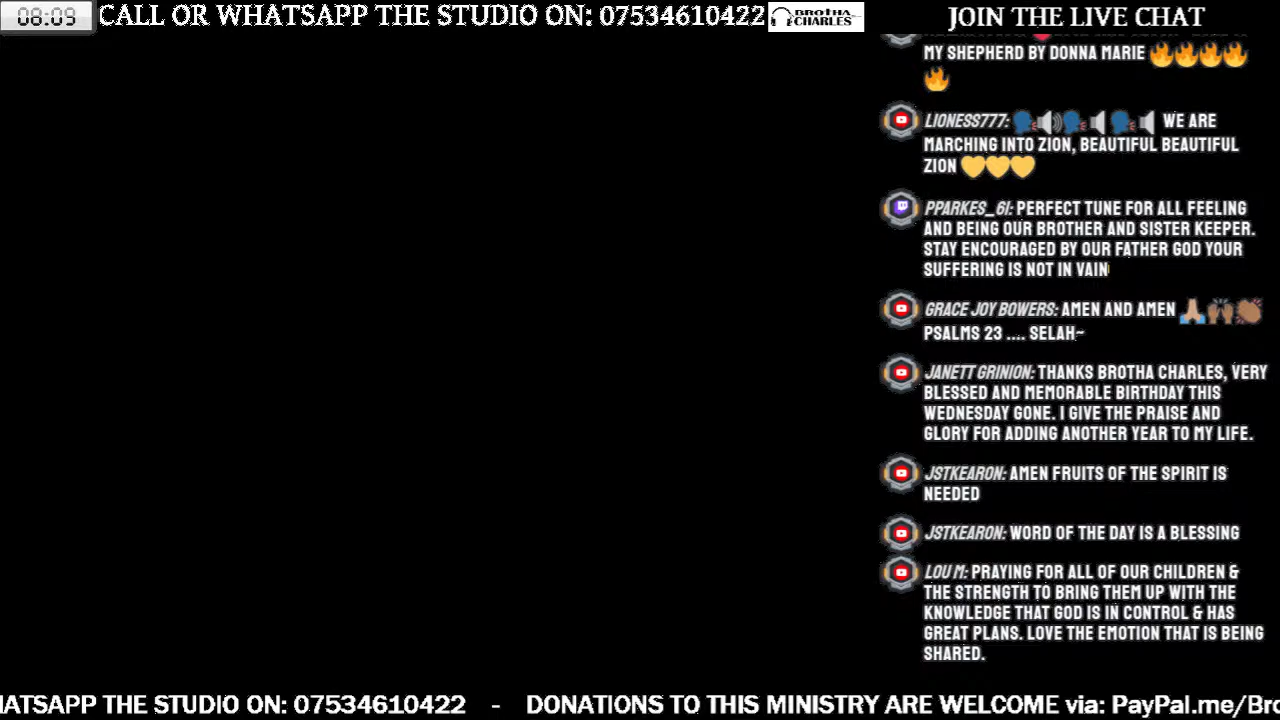 08:09
CALL OR WHATSAPP THE STUDIO ON: 07534610422
BROTHA
CHARLES
JOIN THE LIVE CHAT
MY SHEPHERD BY DONNA MARIE 🔥🔥🔥🔥
🔥
LIONESS777: 🗣️🔊🗣️🔈🗣️🔈 WE ARE
MARCHING INTO ZION, BEAUTIFUL BEAUTIFUL
ZION 💛💛💛
PPARKES_61: PERFECT TUNE FOR ALL FEELING
AND BEING OUR BROTHER AND SISTER KEEPER.
STAY ENCOURAGED BY OUR FATHER GOD YOUR
SUFFERING IS NOT IN VAIN
GRACE JOY BOWERS: AMEN AND AMEN 🙏🏽🙌🏽👏🏽
PSALMS 23 .... SELAH~
JANETT GRINION: THANKS BROTHA CHARLES, VERY
BLESSED AND MEMORABLE BIRTHDAY THIS
WEDNESDAY GONE. I GIVE THE PRAISE AND
GLORY FOR ADDING ANOTHER YEAR TO MY LIFE.
JSTKEARON: AMEN FRUITS OF THE SPIRIT IS
NEEDED
JSTKEARON: WORD OF THE DAY IS A BLESSING
LOU M: PRAYING FOR ALL OF OUR CHILDREN &
THE STRENGTH TO BRING THEM UP WITH THE
KNOWLEDGE THAT GOD IS IN CONTROL & HAS
GREAT PLANS. LOVE THE EMOTION THAT IS BEING
SHARED.
HATSAPP THE STUDIO ON: 07534610422 - DONATIONS TO THIS MINISTRY ARE WELCOME via: PayPal.me/Bro